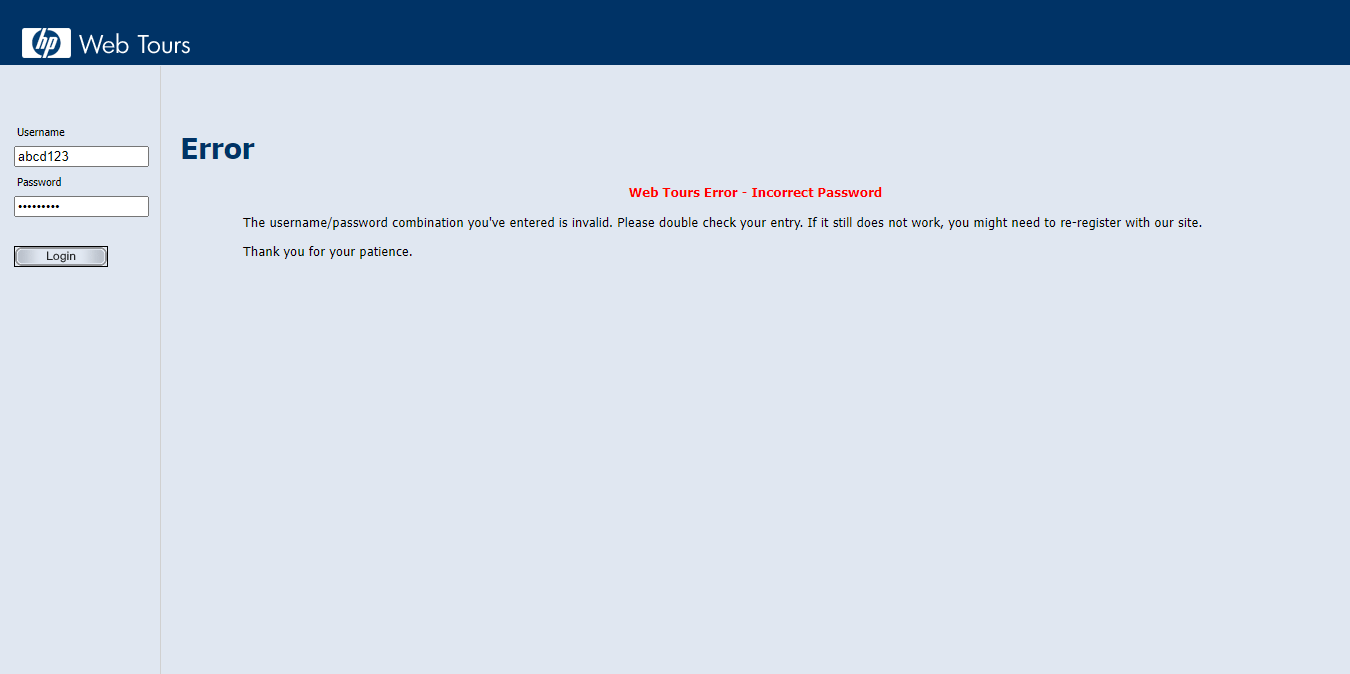 hp Web Tours
Username
abcd123
Password
•••••••••
Login
Error
Web Tours Error - Incorrect Password
The username/password combination you've entered is invalid. Please double check your entry. If it still does not work, you might need to re-register with our site.
Thank you for your patience.